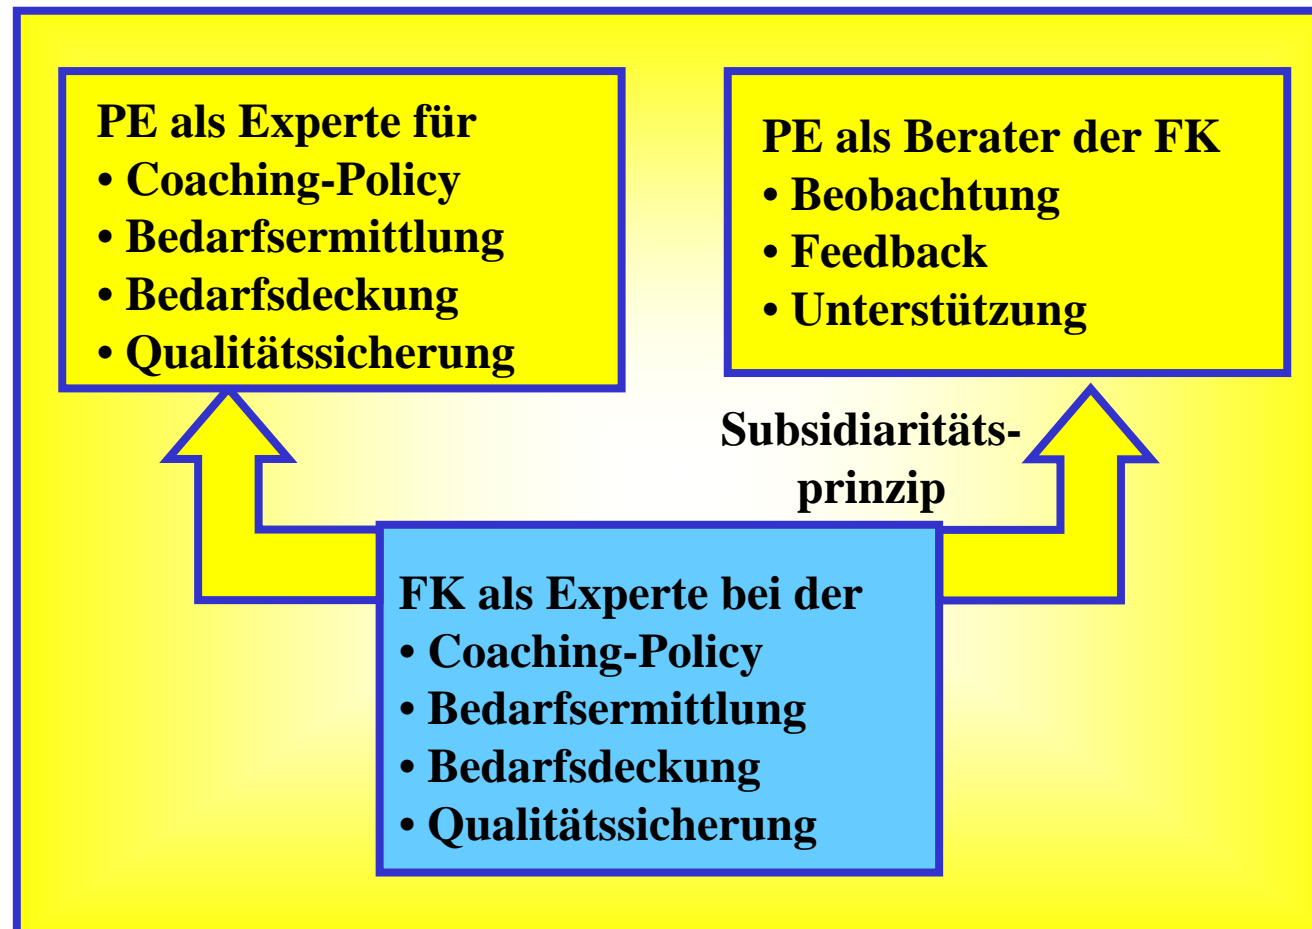 PE als Experte für
• Coaching-Policy
• Bedarfsermittlung
• Bedarfsdeckung
• Qualitätssicherung
PE als Berater der FK
• Beobachtung
• Feedback
• Unterstützung
Subsidiaritäts-
prinzip
FK als Experte bei der
• Coaching-Policy
• Bedarfsermittlung
• Bedarfsdeckung
• Qualitätssicherung